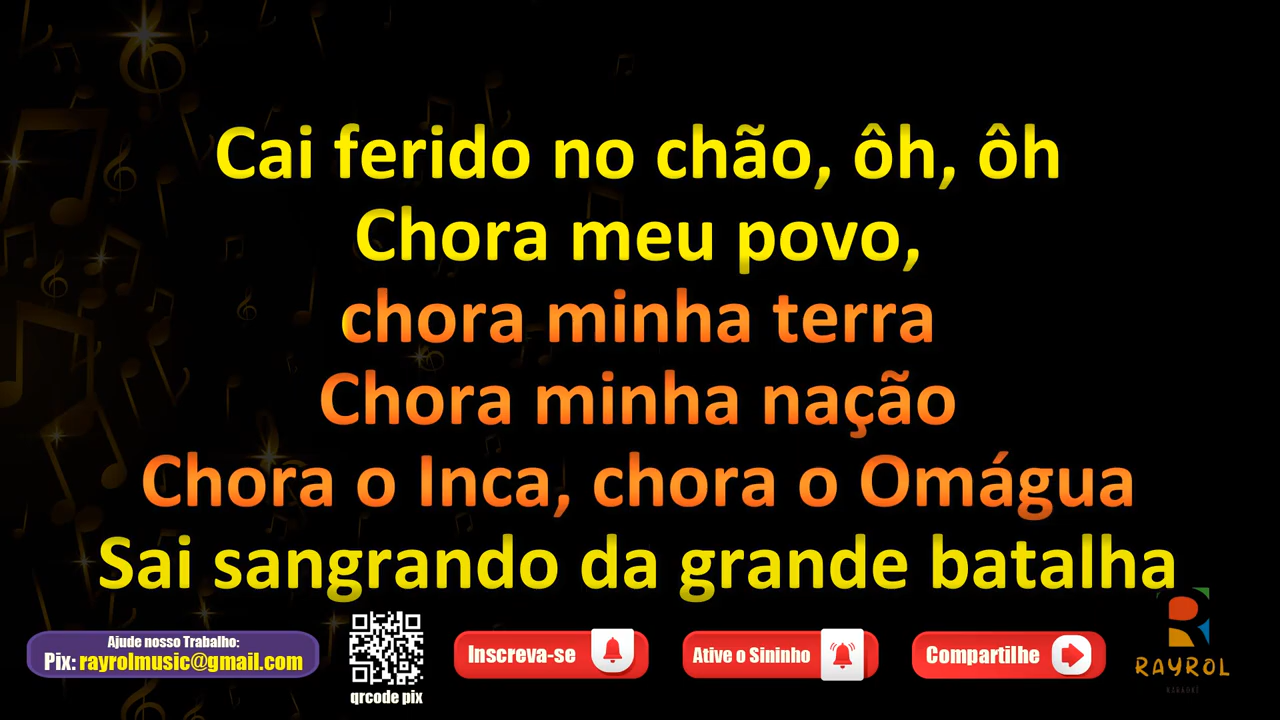 Cai ferido no chão, ôh, ôh
Chora meu povo,
chora minha terra
Chora minha nação
Chora o Inca, chora o Omágua
Sai sangrando da grande batalha
Ajude nosso Trabalho:
Pix: rayrolmusic@gmail.com
qrcode pix
Inscreva-se
Ative o Sininho
Compartilhe
RAYROL
KARAOKÊ